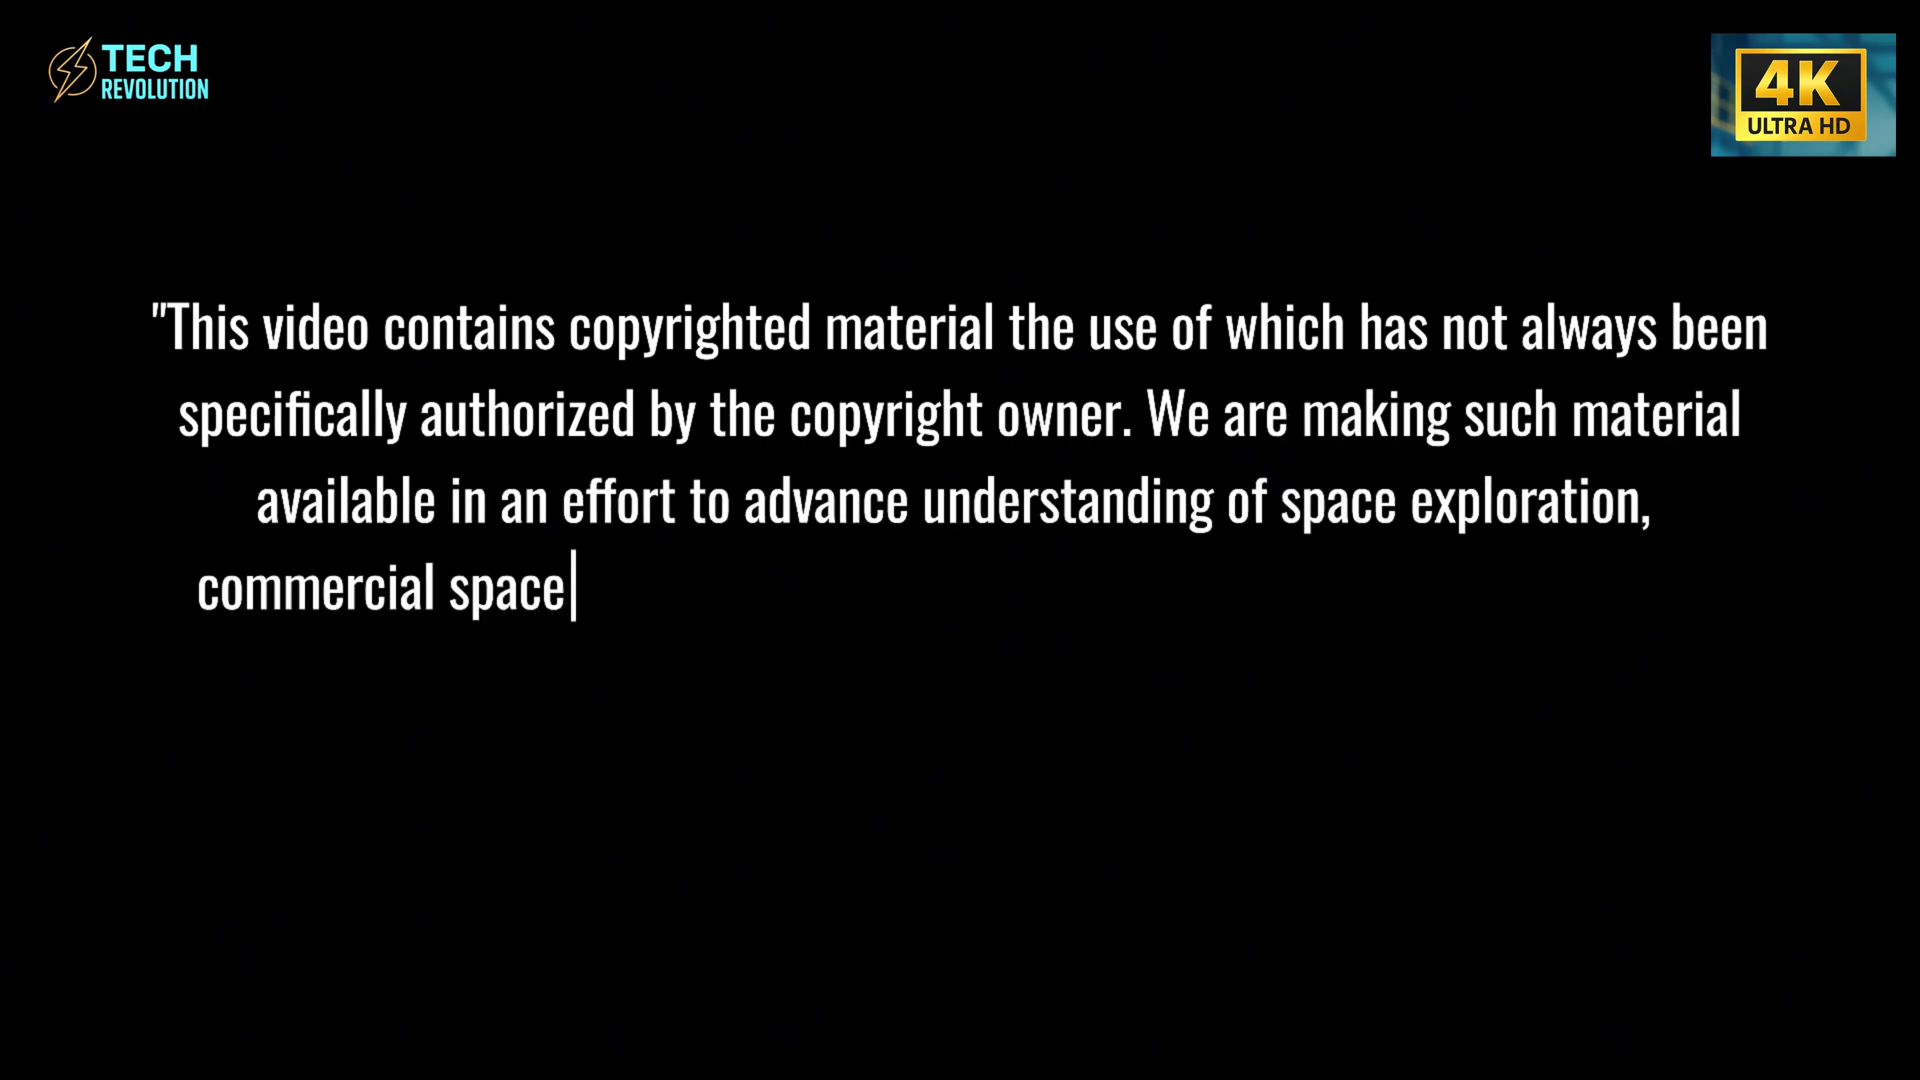 TECH
REVOLUTION
4K
ULTRA HD
"This video contains copyrighted material the use of which has not always been
specifically authorized by the copyright owner. We are making such material
available in an effort to advance understanding of space exploration,
commercial space